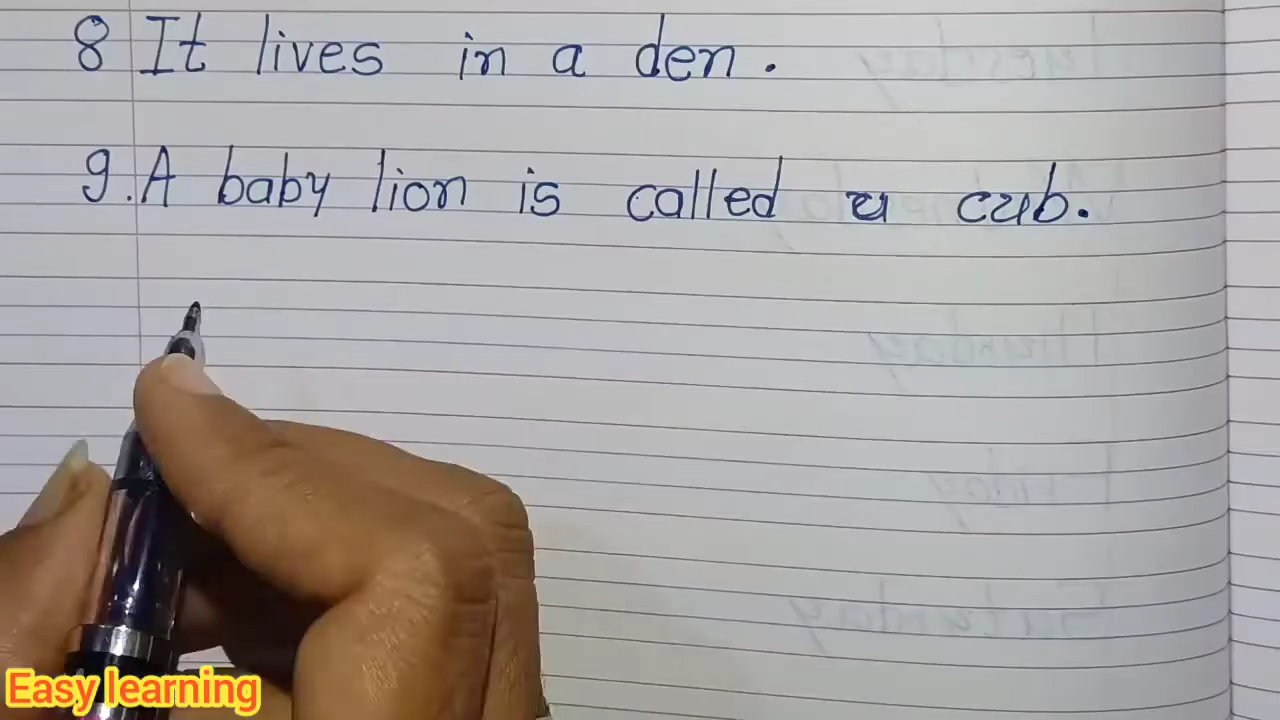 8 It lives in a den.
9. A baby lion is called a cub.
Easy learning